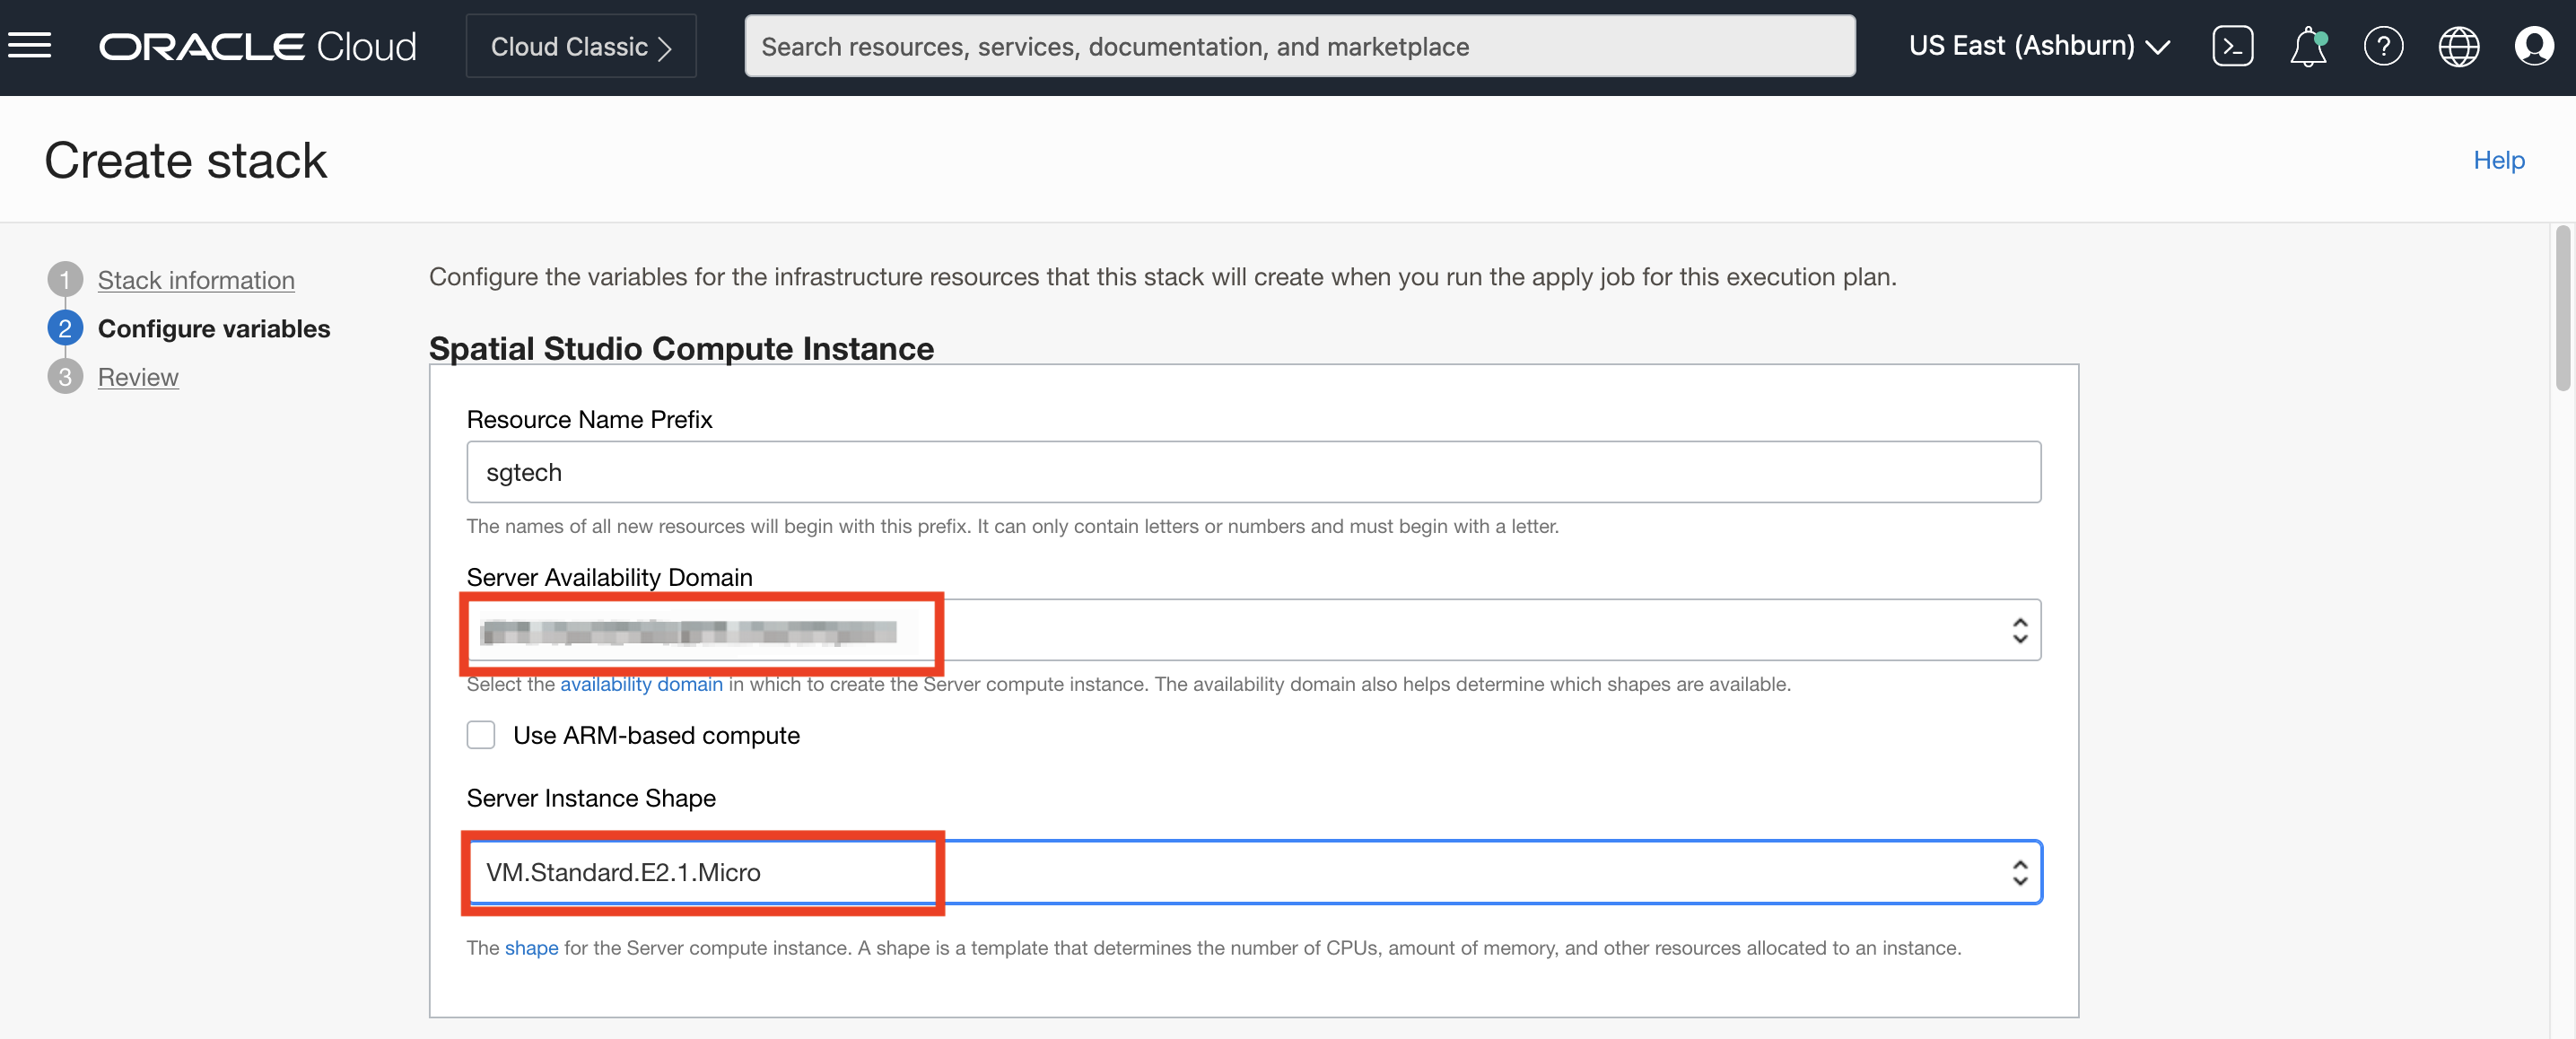 ORACLE Cloud
Cloud Classic
Search resources, services, documentation, and marketplace
US East (Ashburn)
Create stack
Help
1 Stack information
2 Configure variables
3 Review
Configure the variables for the infrastructure resources that this stack will create when you run the apply job for this execution plan.
Spatial Studio Compute Instance
Resource Name Prefix
sgtech
The names of all new resources will begin with this prefix. It can only contain letters or numbers and must begin with a letter.
Server Availability Domain
Select the availability domain in which to create the Server compute instance. The availability domain also helps determine which shapes are available.
Use ARM-based compute
Server Instance Shape
VM.Standard.E2.1.Micro
The shape for the Server compute instance. A shape is a template that determines the number of CPUs, amount of memory, and other resources allocated to an instance.